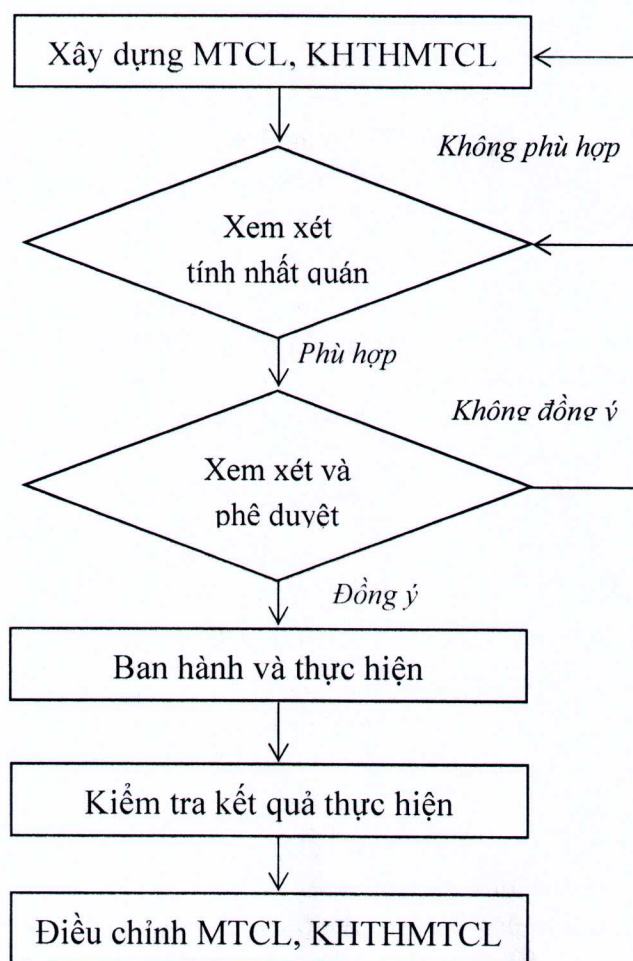 Xây dựng MTCL, KHTHMTCL
Không phù hợp
Xem xét
tính nhất quán
Phù hợp
Không đồng ý
Xem xét và
phê duyệt
Đồng ý
Ban hành và thực hiện
Kiểm tra kết quả thực hiện
Điều chỉnh MTCL, KHTHMTCL